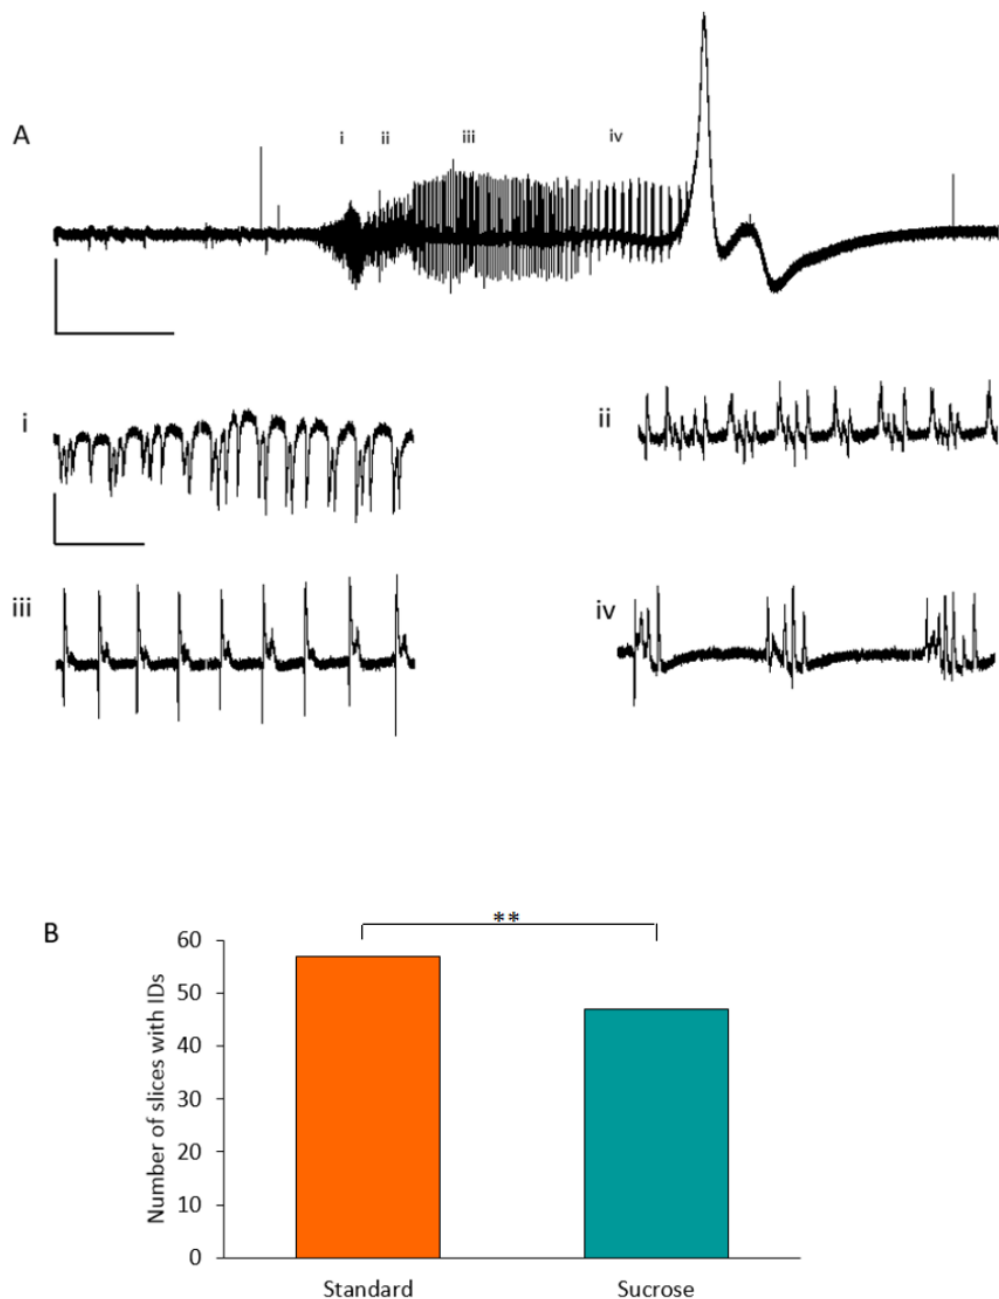 A
i
ii
iii
iv
i
ii
iii
iv
B
**
60
50
40
30
20
10
0
Number of slices with IDs
Standard
Sucrose